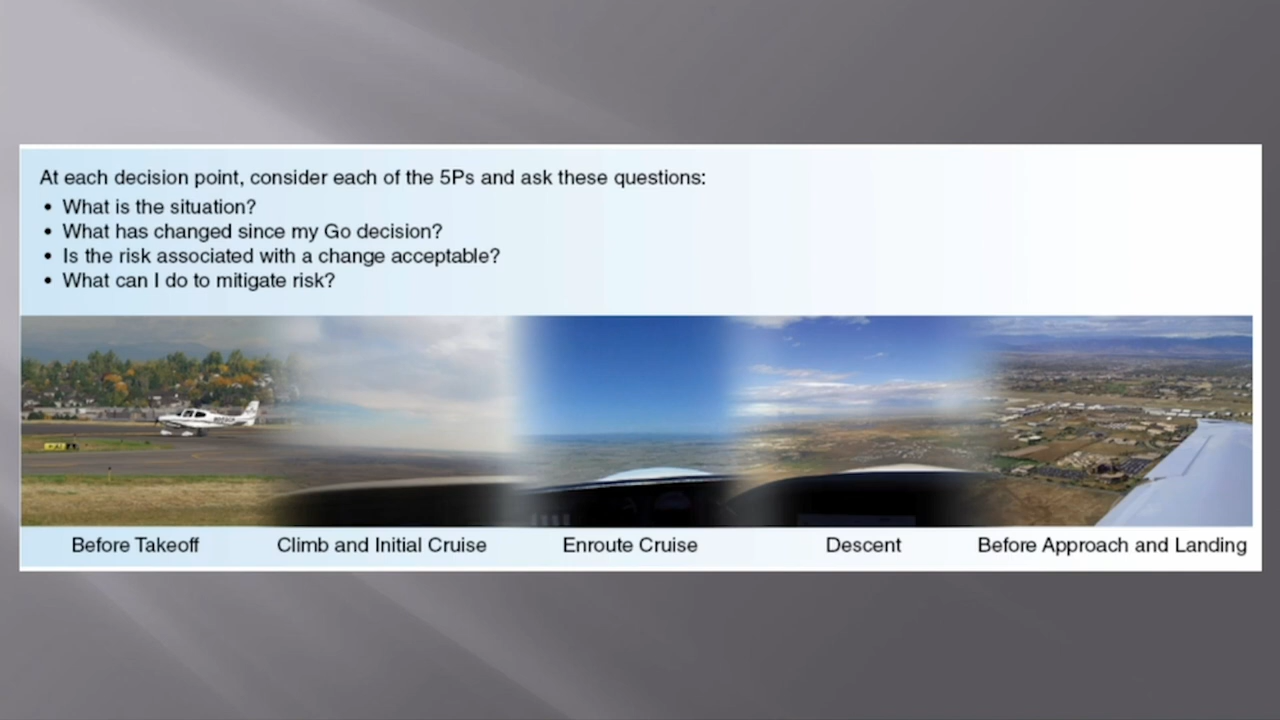 At each decision point, consider each of the 5Ps and ask these questions:
• What is the situation?
• What has changed since my Go decision?
• Is the risk associated with a change acceptable?
• What can I do to mitigate risk?
Before Takeoff
Climb and Initial Cruise
Enroute Cruise
Descent
Before Approach and Landing